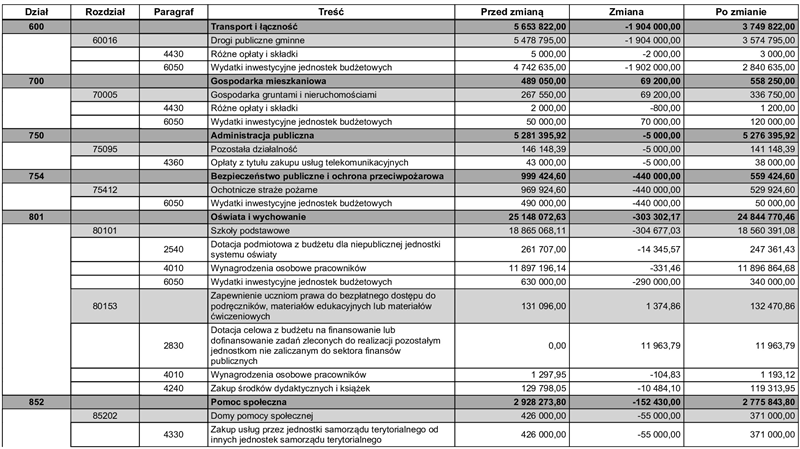 Dział Rozdział Paragraf Treść Przed zmianą Zmiana Po zmianie
600 Transport i łączność 5 653 822,00 -1 904 000,00 3 749 822,00
60016 Drogi publiczne gminne 5 478 795,00 -1 904 000,00 3 574 795,00
4430 Różne opłaty i składki 5 000,00 -2 000,00 3 000,00
6050 Wydatki inwestycyjne jednostek budżetowych 4 742 635,00 -1 902 000,00 2 840 635,00
700 Gospodarka mieszkaniowa 489 050,00 69 200,00 558 250,00
70005 Gospodarka gruntami i nieruchomościami 267 550,00 69 200,00 336 750,00
4430 Różne opłaty i składki 2 000,00 -800,00 1 200,00
6050 Wydatki inwestycyjne jednostek budżetowych 50 000,00 70 000,00 120 000,00
750 Administracja publiczna 5 281 395,92 -5 000,00 5 276 395,92
75095 Pozostała działalność 146 148,39 -5 000,00 141 148,39
4360 Opłaty z tytułu zakupu usług telekomunikacyjnych 43 000,00 -5 000,00 38 000,00
754 Bezpieczeństwo publiczne i ochrona przeciwpożarowa 999 424,60 -440 000,00 559 424,60
75412 Ochotnicze straże pożarne 969 924,60 -440 000,00 529 924,60
6050 Wydatki inwestycyjne jednostek budżetowych 490 000,00 -440 000,00 50 000,00
801 Oświata i wychowanie 25 148 072,63 -303 302,17 24 844 770,46
80101 Szkoły podstawowe 18 865 068,11 -304 677,03 18 560 391,08
2540 Dotacja podmiotowa z budżetu dla niepublicznej jednostki
systemu oświaty 261 707,00 -14 345,57 247 361,43
4010 Wynagrodzenia osobowe pracowników 11 897 196,14 -331,46 11 896 864,68
6050 Wydatki inwestycyjne jednostek budżetowych 630 000,00 -290 000,00 340 000,00
80153 Zapewnienie uczniom prawa do bezpłatnego dostępu do
podręczników, materiałów edukacyjnych lub materiałów
ćwiczeniowych 131 096,00 1 374,86 132 470,86
2830 Dotacja celowa z budżetu na finansowanie lub
dofinansowanie zadań zleconych do realizacji pozostałym
jednostkom nie zaliczanym do sektora finansów
publicznych 0,00 11 963,79 11 963,79
4010 Wynagrodzenia osobowe pracowników 1 297,95 -104,83 1 193,12
4240 Zakup środków dydaktycznych i książek 129 798,05 -10 484,10 119 313,95
852 Pomoc społeczna 2 928 273,80 -152 430,00 2 775 843,80
85202 Domy pomocy społecznej 426 000,00 -55 000,00 371 000,00
4330 Zakup usług przez jednostki samorządu terytorialnego od
innych jednostek samorządu terytorialnego 426 000,00 -55 000,00 371 000,00